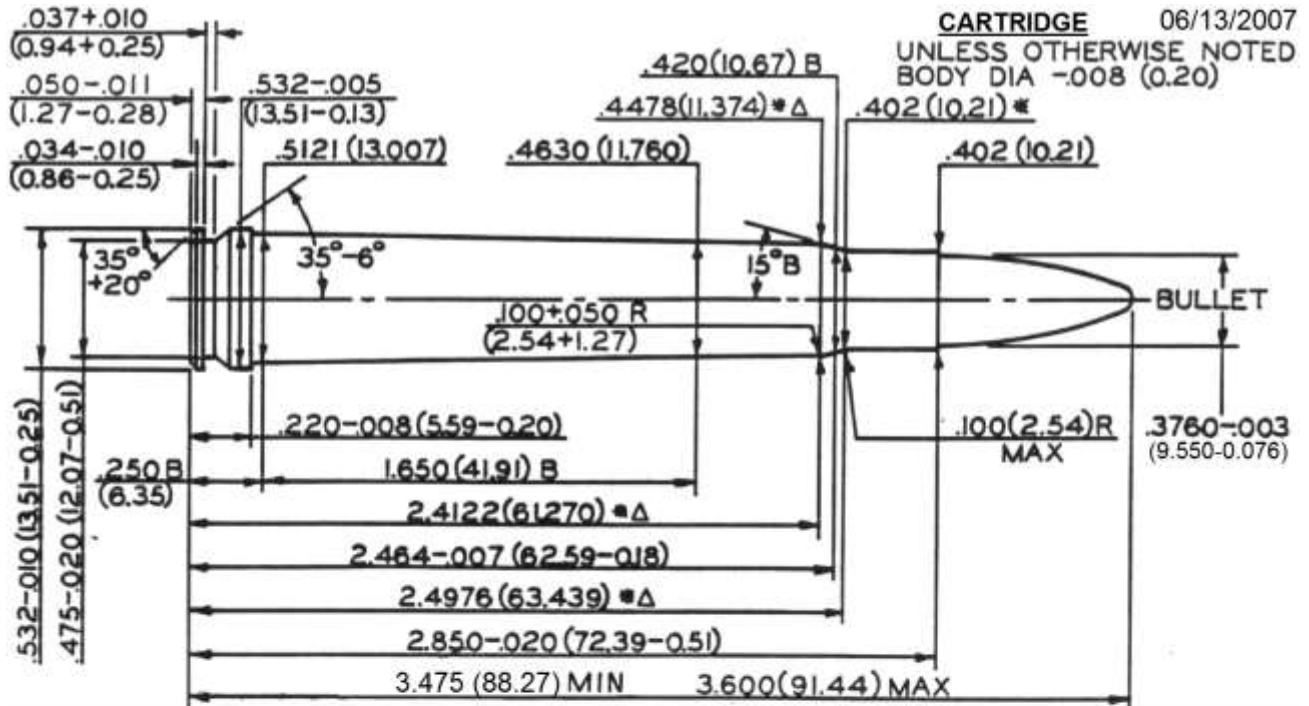 CARTRIDGE 06/13/2007
UNLESS OTHERWISE NOTED
BODY DIA -.008 (0.20)
.037+.010
(0.94+0.25)
.050-.011
(1.27-0.28)
.034-.010
(0.86-0.25)
.532-.005
(13.51-0.13)
.5121 (13.007)
.420(10.67) B
.4478(11.374) *Δ
.4630 (11.760)
.402 (10.21) *
.402 (10.21)
35°
+20°
35°-6°
15°B
BULLET
.100+.050 R
(2.54+1.27)
.532-.010 (13.51-0.25)
.475-.020 (12.07-0.51)
.220-.008 (5.59-0.20)
.250 B
(6.35)
1.650 (41.91) B
.100(2.54)R
MAX
.3760-.003
(9.550-0.076)
2.4122(61.270) *Δ
2.464-.007 (62.59-0.18)
2.4976 (63.439) *Δ
2.850-.020 (72.39-0.51)
3.475 (88.27) MIN 3.600(91.44) MAX